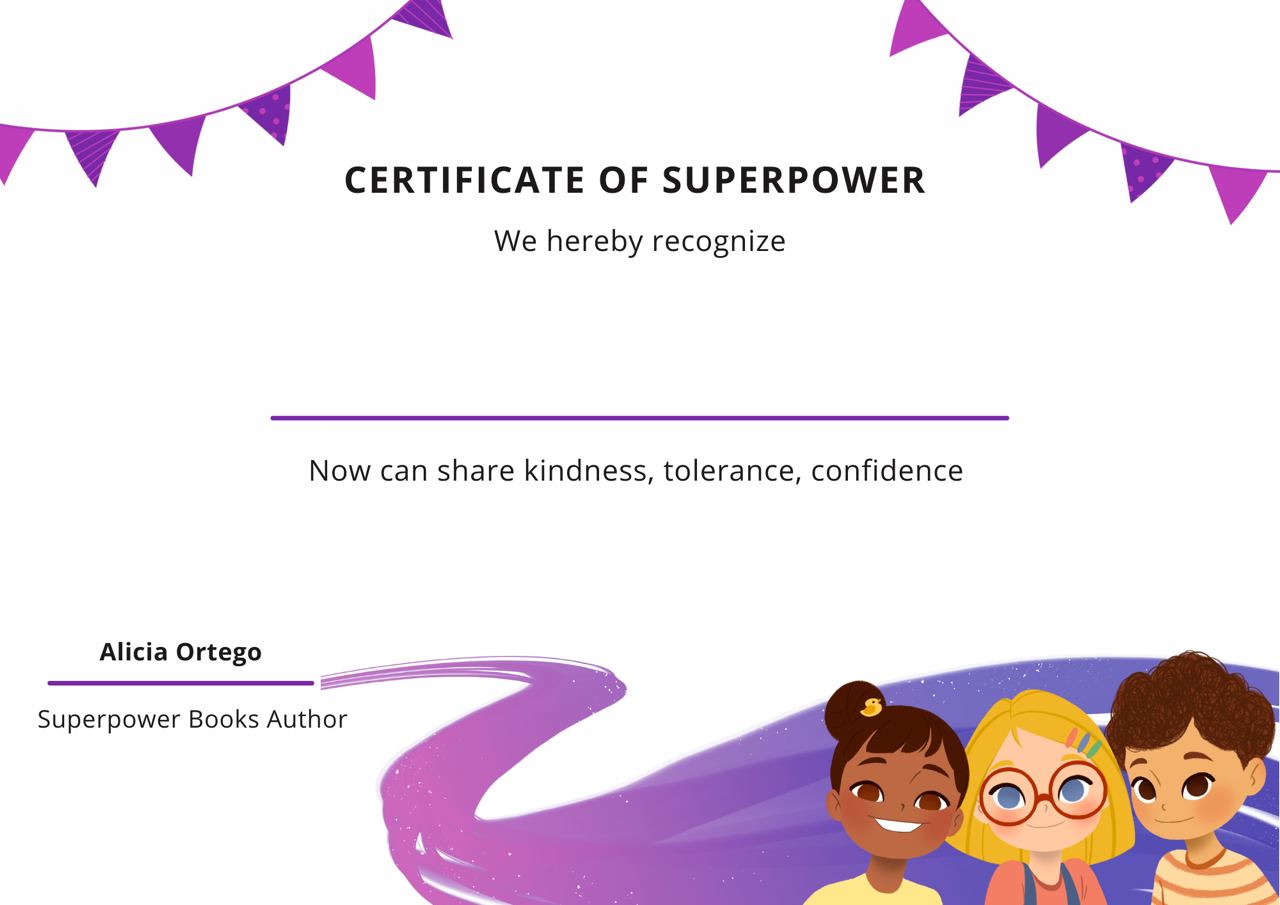 CERTIFICATE OF SUPERPOWER
We hereby recognize
Now can share kindness, tolerance, confidence
Alicia Ortego
Superpower Books Author